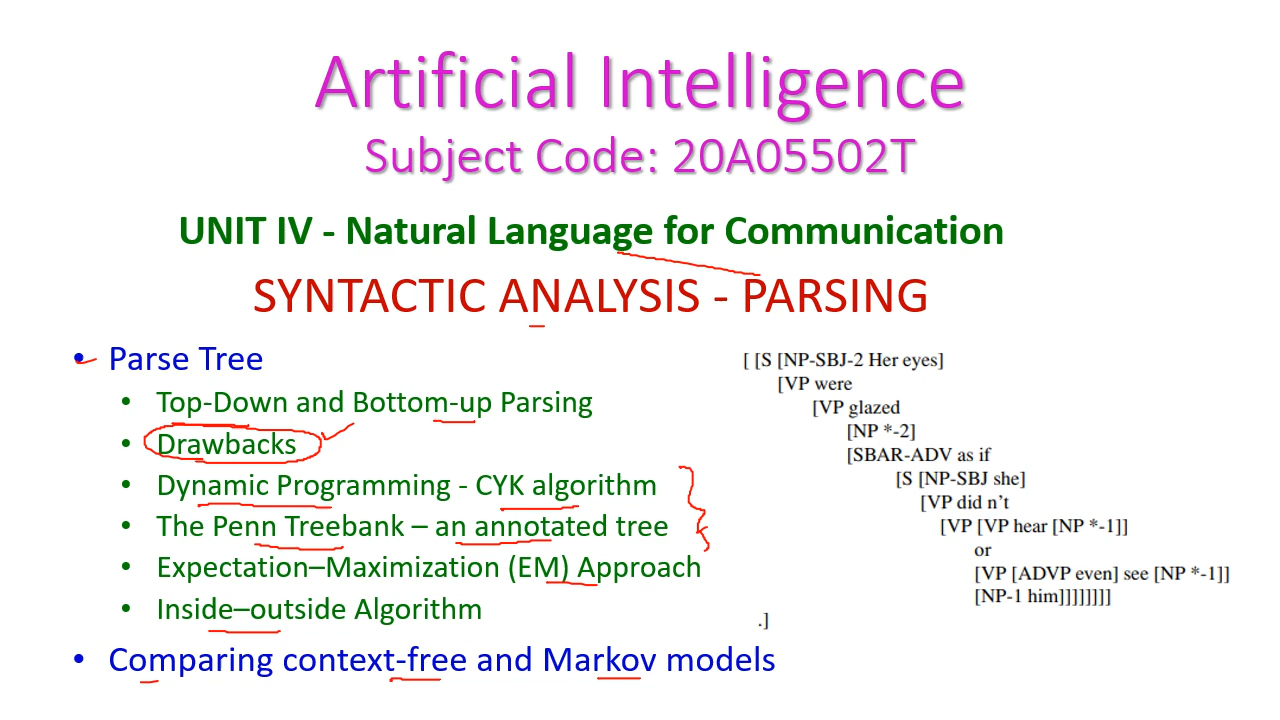 Artificial Intelligence
Subject Code: 20A05502T
UNIT IV - Natural Language for Communication
SYNTACTIC ANALYSIS - PARSING
• Parse Tree
• Top-Down and Bottom-up Parsing
• Drawbacks
• Dynamic Programming - CYK algorithm
• The Penn Treebank – an annotated tree
• Expectation–Maximization (EM) Approach
• Inside–outside Algorithm
• Comparing context-free and Markov models
[ [S [NP-SBJ-2 Her eyes]
[VP were
[VP glazed
[NP *-2]
[SBAR-ADV as if
[S [NP-SBJ she]
[VP did n’t
[VP [VP hear [NP *-1]]
or
[VP [ADVP even] see [NP *-1]]
[NP-1 him]]]]]]]]
.]